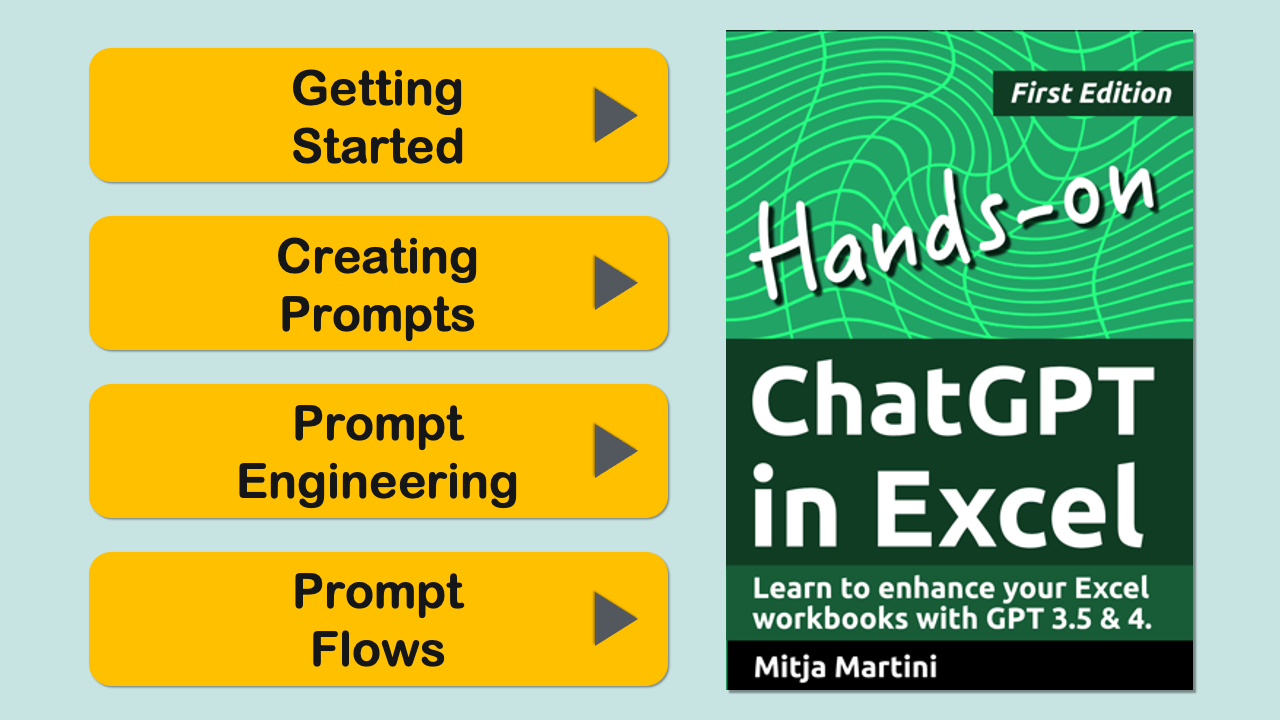 Getting
Started
Creating
Prompts
Prompt
Engineering
Prompt
Flows
First Edition
Hands-on
ChatGPT
in Excel
Learn to enhance your Excel
workbooks with GPT 3.5 & 4.
Mitja Martini